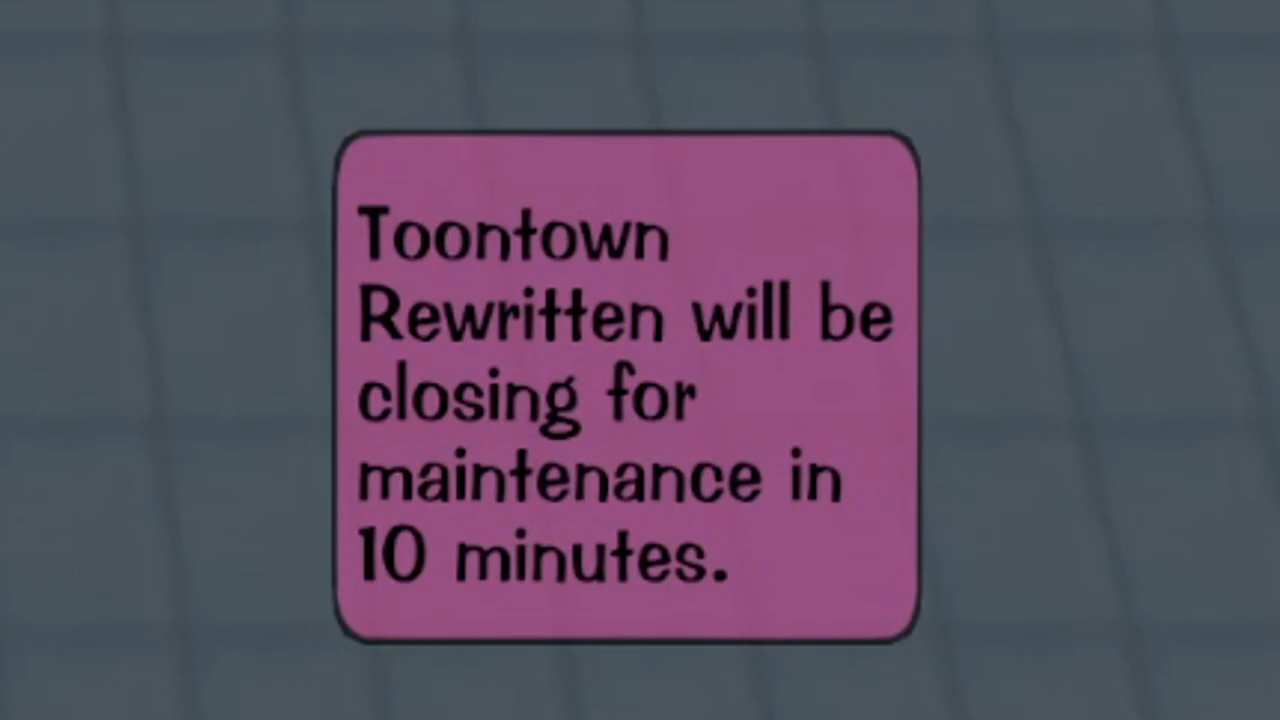 Toontown
Rewritten will be
closing for
maintenance in
10 minutes.